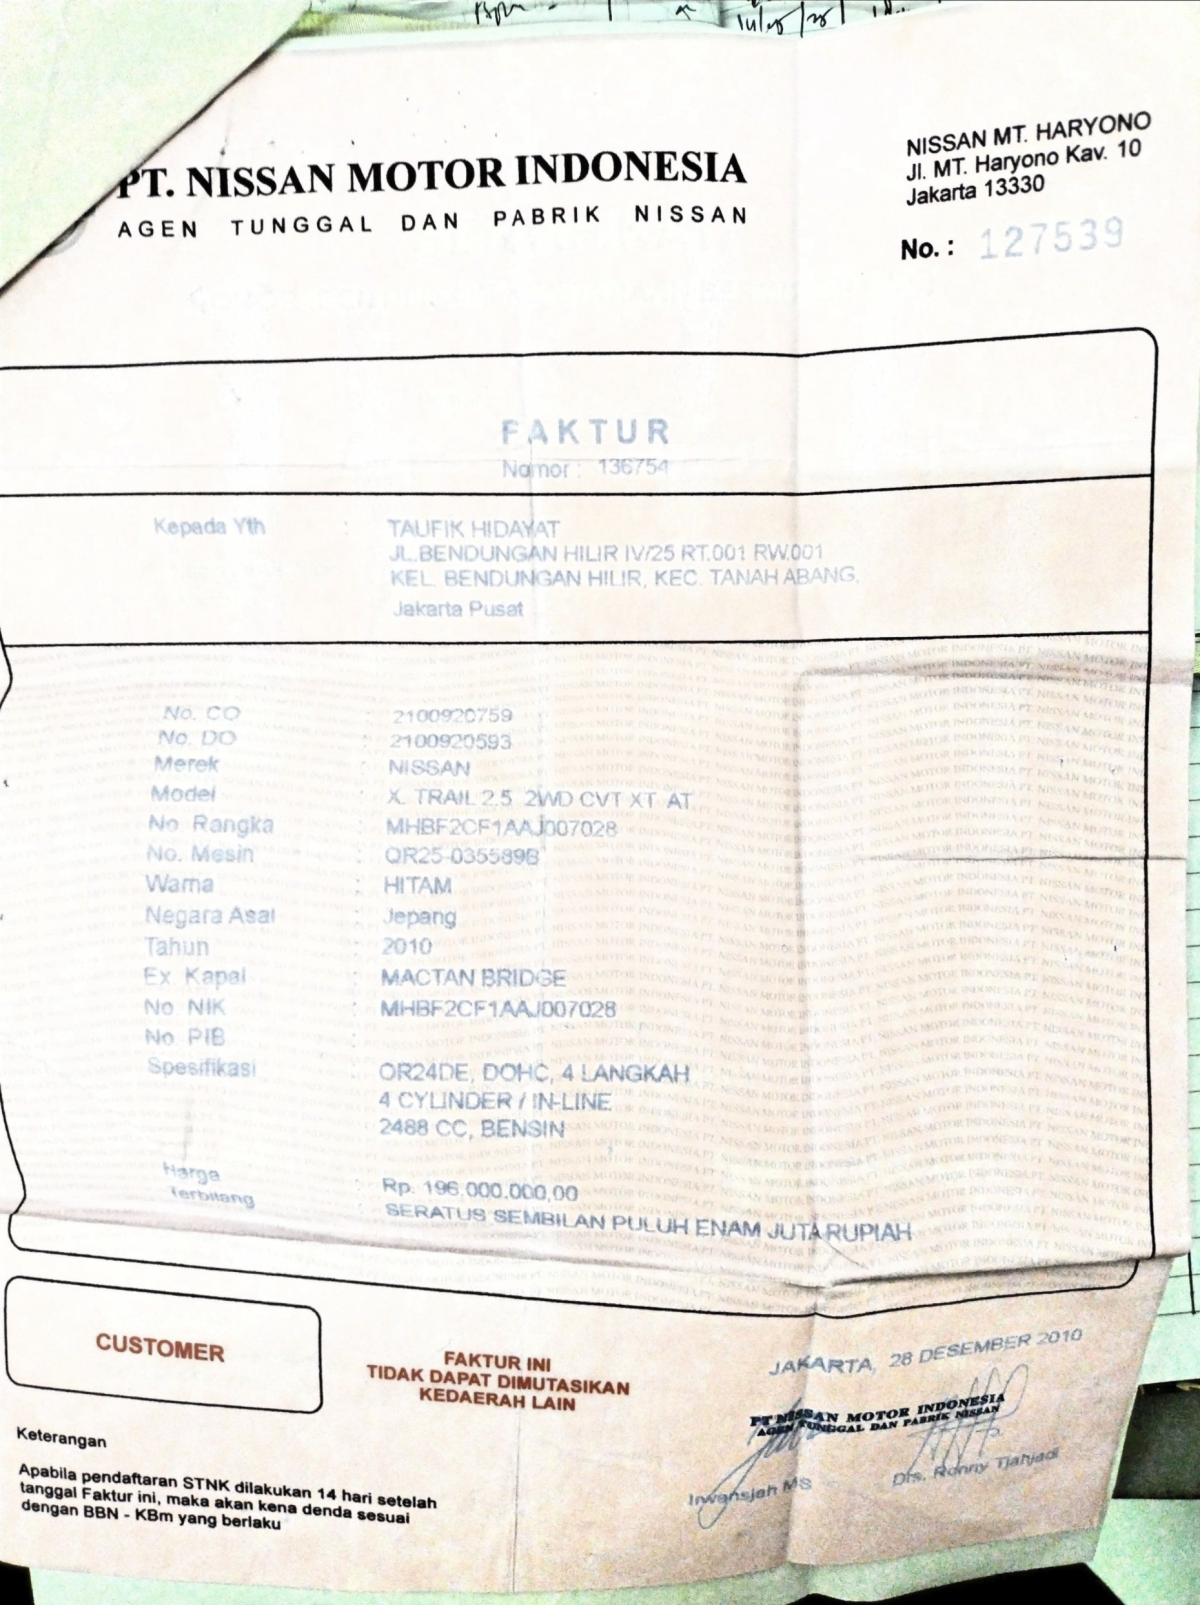 PT. NISSAN MOTOR INDONESIA
AGEN TUNGGAL DAN PABRIK NISSAN
NISSAN MT. HARYONO
Jl. MT. Haryono Kav. 10
Jakarta 13330
No. : 127539
FAKTUR
Nomor : 136754
Kepada Yth : TAUFIK HIDAYAT
JL.BENDUNGAN HILIR IV/25 RT.001 RW.001
KEL. BENDUNGAN HILIR, KEC. TANAH ABANG.
Jakarta Pusat
No. CO : 2100920759
No. DO : 2100920593
Merek : NISSAN
Model : X. TRAIL 2.5 2WD CVT XT AT
No Rangka : MHBF2CF1AAJ007028
No. Mesin : QR25-035589B
Warna : HITAM
Negara Asal : Jepang
Tahun : 2010
Ex Kapal : MACTAN BRIDGE
No NIK : MHBF2CF1AAJ007028
No PIB :
Spesifikasi : QR24DE, DOHC, 4 LANGKAH
4 CYLINDER / IN-LINE
2488 CC, BENSIN
Harga : Rp. 196.000.000,00
Terbilang : SERATUS SEMBILAN PULUH ENAM JUTA RUPIAH
CUSTOMER
FAKTUR INI
TIDAK DAPAT DIMUTASIKAN
KEDAERAH LAIN
JAKARTA, 28 DESEMBER 2010
PT NISSAN MOTOR INDONESIA
AGEN TUNGGAL DAN PABRIK NISSAN
Irwansjah MS
Drs. Ronny Tjahjadi
Keterangan
Apabila pendaftaran STNK dilakukan 14 hari setelah
tanggal Faktur ini, maka akan kena denda sesuai
dengan BBN - KBm yang berlaku